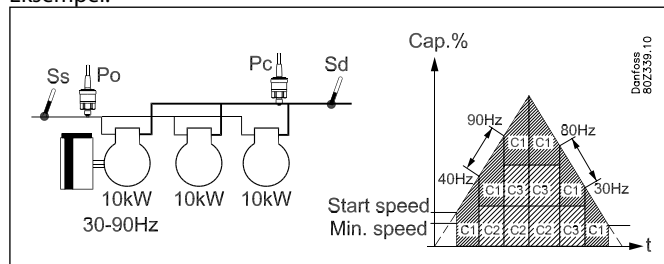 Eksempel:
Cap.%
Danfoss
80Z339.10
Ss
Po
Pc
Sd
10kW
10kW
10kW
30-90Hz
90Hz
80Hz
40Hz
30Hz
C1
C1
C1
C3
C3
C1
Start speed
Min. speed
C1
C2
C2
C2
C3
C1
t